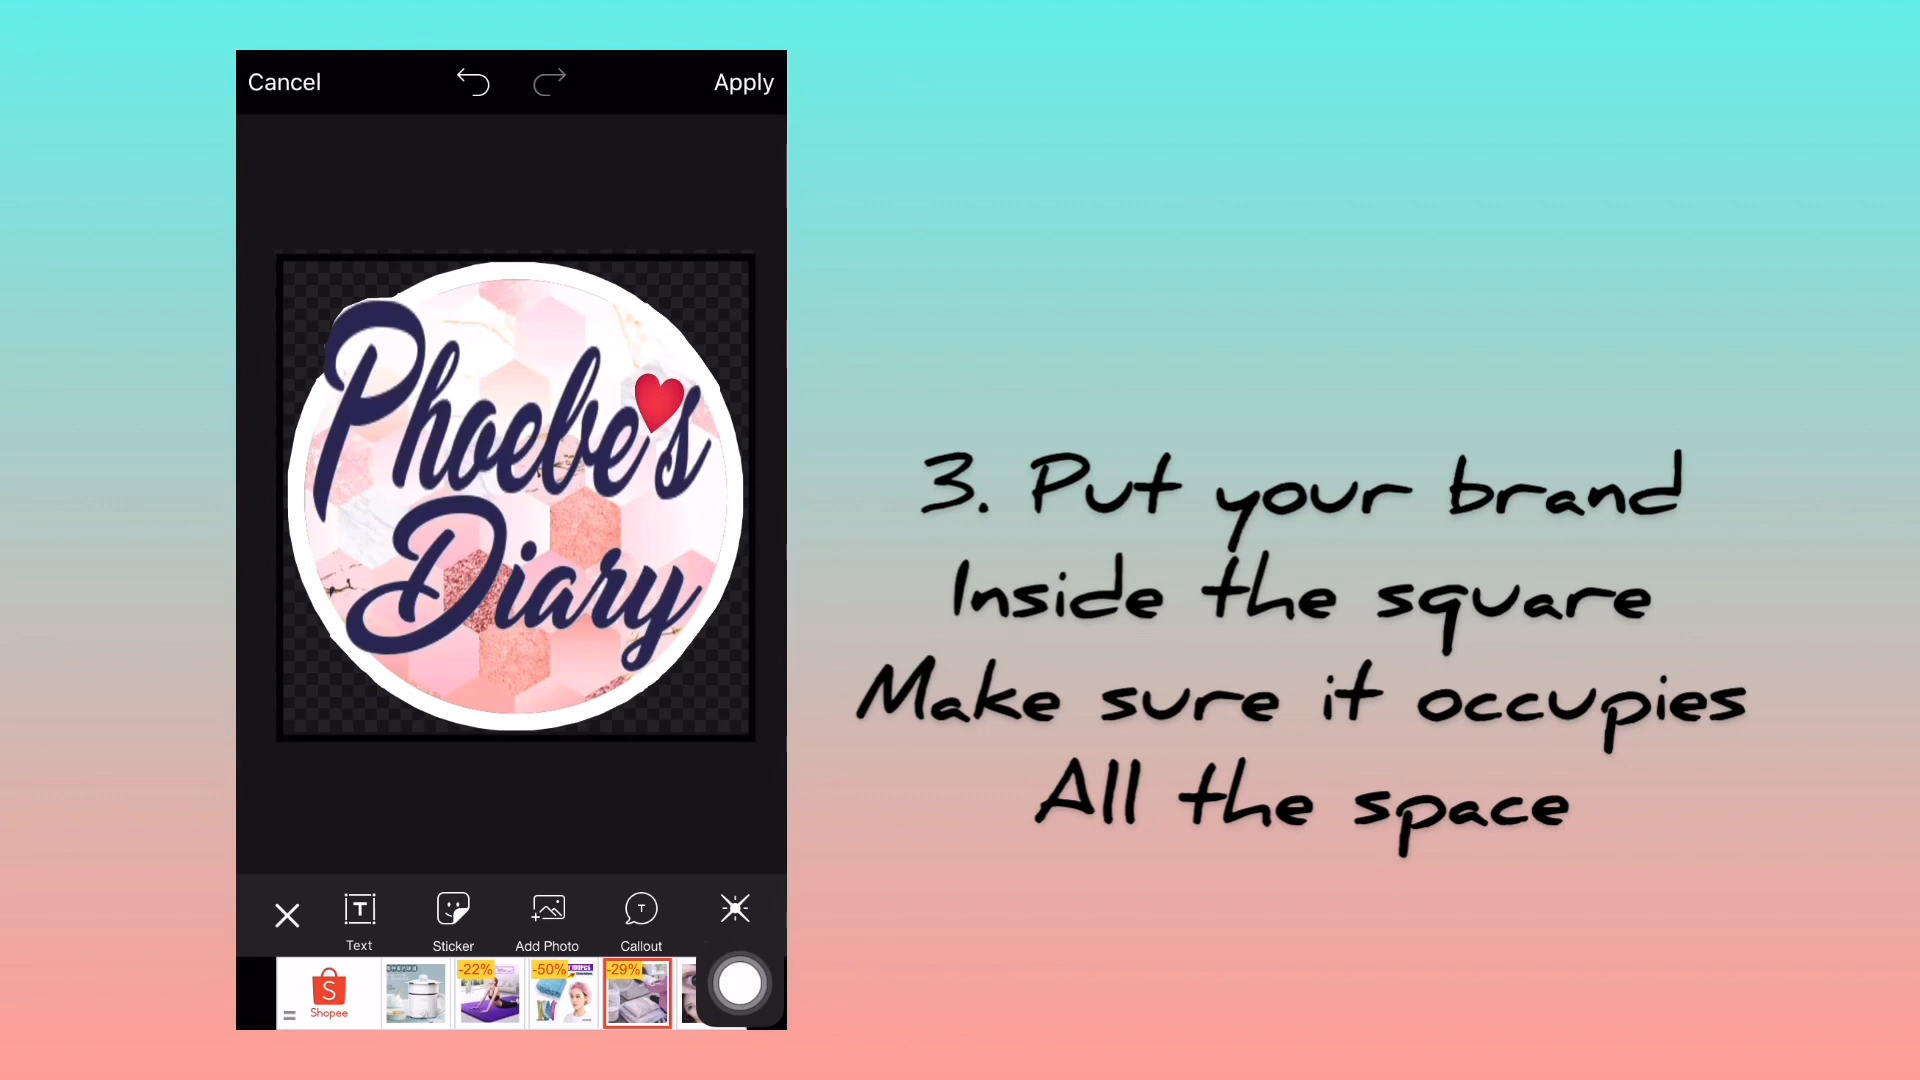 Cancel
Apply
Phoebe's
Diary
3. Put your brand
Inside the square
Make sure it occupies
All the space
T
T
Text
Sticker
Add Photo
Callout
S
Shopee
-22%
-50%
-29%